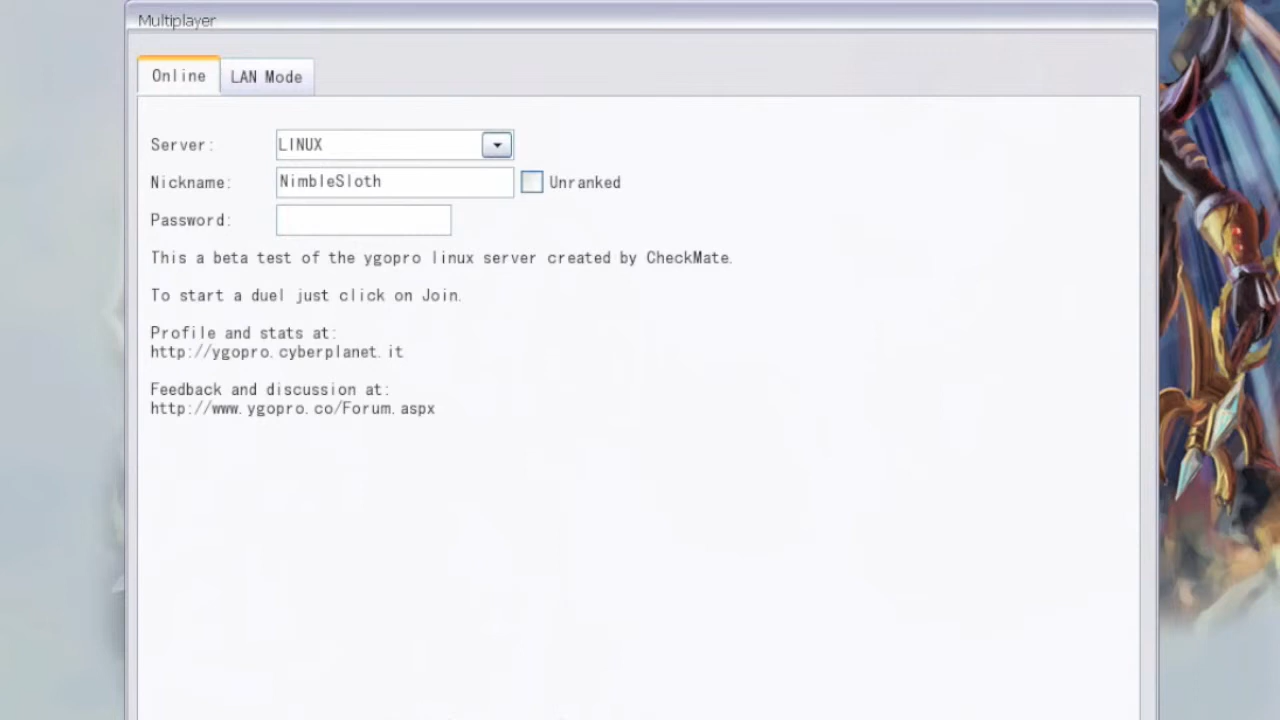 Multiplayer
Online
LAN Mode
Server: LINUX
Nickname: NimbleSloth Unranked
Password:
This a beta test of the ygopro linux server created by CheckMate.
To start a duel just click on Join.
Profile and stats at:
http://ygopro.cyberplanet.it
Feedback and discussion at:
http://www.ygopro.co/Forum.aspx